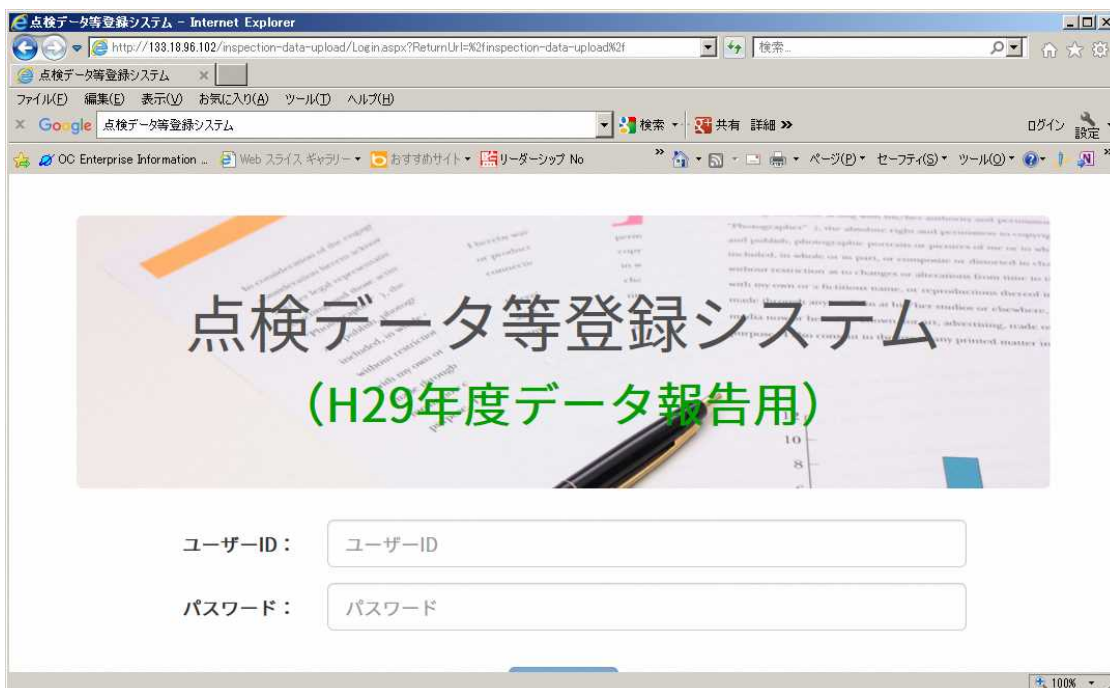 点検データ等登録システム - Internet Explorer
http://133.18.96.102/inspection-data-upload/Login.aspx?ReturnUrl=%2finspection-data-upload%2f
検索...
点検データ等登録システム ×
ファイル(F) 編集(E) 表示(V) お気に入り(A) ツール(T) ヘルプ(H)
× Google 点検データ等登録システム 検索 共有 詳細 » ログイン 設定
OC Enterprise Information ... Web スライス ギャラリー おすすめサイト リーダーシップ No » ページ(P) セーフティ(S) ツール(O) »
点検データ等登録システム
（H29年度データ報告用）
12
10
8
ユーザーID： ユーザーID
パスワード： パスワード
100%